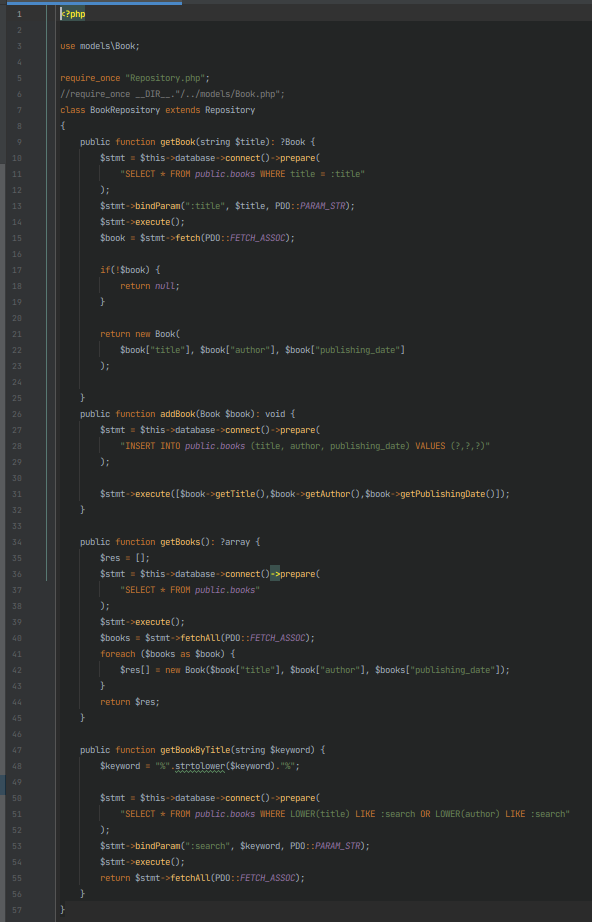 1 <?php
2
3 use models\Book;
4
5 require_once "Repository.php";
6 //require_once __DIR__."/../models/Book.php";
7 class BookRepository extends Repository
8 {
9 public function getBook(string $title): ?Book {
10 $stmt = $this->database->connect()->prepare(
11 "SELECT * FROM public.books WHERE title = :title"
12 );
13 $stmt->bindParam(":title", $title, PDO::PARAM_STR);
14 $stmt->execute();
15 $book = $stmt->fetch(PDO::FETCH_ASSOC);
16
17 if(!$book) {
18 return null;
19 }
20
21 return new Book(
22 $book["title"], $book["author"], $book["publishing_date"]
23 );
24
25 }
26 public function addBook(Book $book): void {
27 $stmt = $this->database->connect()->prepare(
28 "INSERT INTO public.books (title, author, publishing_date) VALUES (?,?,?)"
29 );
30
31 $stmt->execute([$book->getTitle(),$book->getAuthor(),$book->getPublishingDate()]);
32 }
33
34 public function getBooks(): ?array {
35 $res = [];
36 $stmt = $this->database->connect()->prepare(
37 "SELECT * FROM public.books"
38 );
39 $stmt->execute();
40 $books = $stmt->fetchAll(PDO::FETCH_ASSOC);
41 foreach ($books as $book) {
42 $res[] = new Book($book["title"], $book["author"], $books["publishing_date"]);
43 }
44 return $res;
45 }
46
47 public function getBookByTitle(string $keyword) {
48 $keyword = "%".strtolower($keyword)."%";
49
50 $stmt = $this->database->connect()->prepare(
51 "SELECT * FROM public.books WHERE LOWER(title) LIKE :search OR LOWER(author) LIKE :search"
52 );
53 $stmt->bindParam(":search", $keyword, PDO::PARAM_STR);
54 $stmt->execute();
55 return $stmt->fetchAll(PDO::FETCH_ASSOC);
56 }
57 }